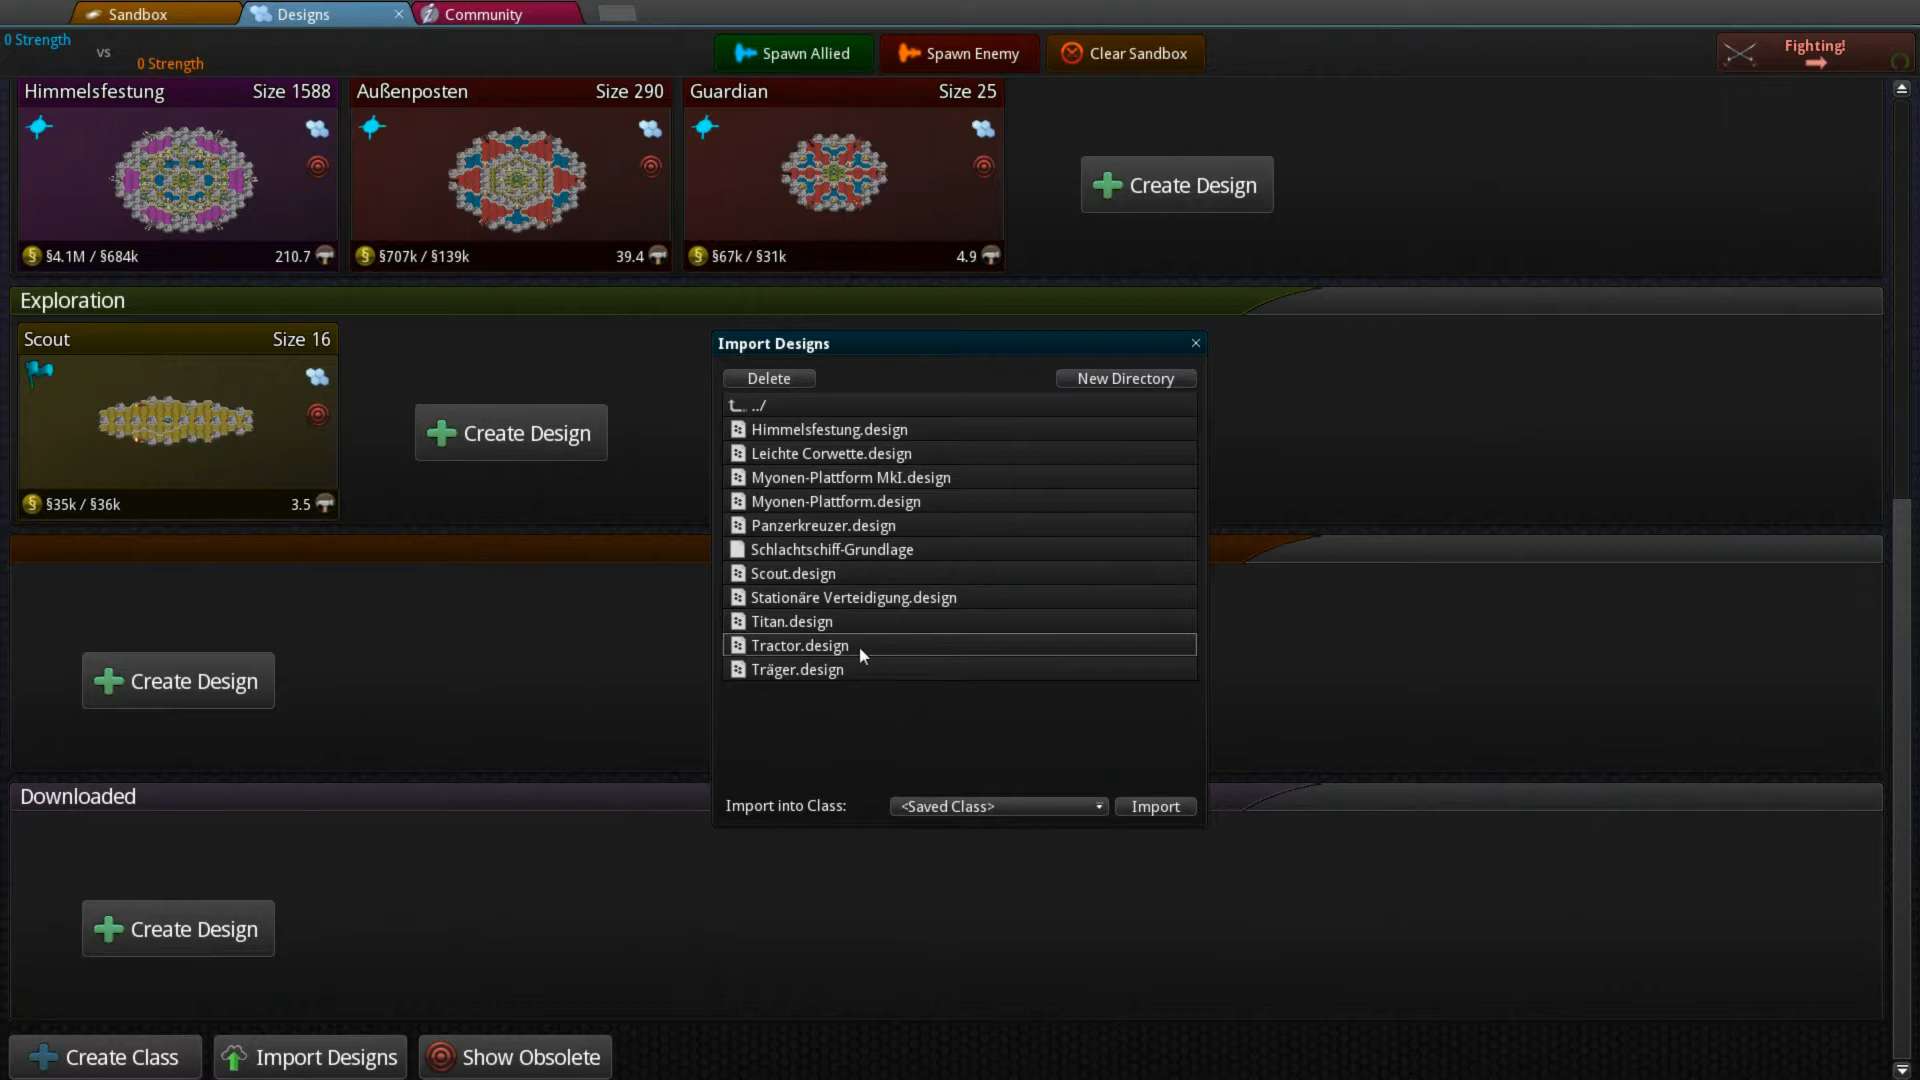 Sandbox
Designs
Community
0 Strength
vs
0 Strength
Spawn Allied
Spawn Enemy
Clear Sandbox
Fighting!
Himmelsfestung Size 1588
§4.1M / §684k 210.7
Außenposten Size 290
§707k / §139k 39.4
Guardian Size 25
§67k / §31k 4.9
Create Design
Exploration
Scout Size 16
§35k / §36k 3.5
Create Design
Create Design
Downloaded
Create Design
Import Designs
Delete
New Directory
../
Himmelsfestung.design
Leichte Corwette.design
Myonen-Plattform MkI.design
Myonen-Plattform.design
Panzerkreuzer.design
Schlachtschiff-Grundlage
Scout.design
Stationäre Verteidigung.design
Titan.design
Tractor.design
Träger.design
Import into Class: <Saved Class> Import
Create Class
Import Designs
Show Obsolete